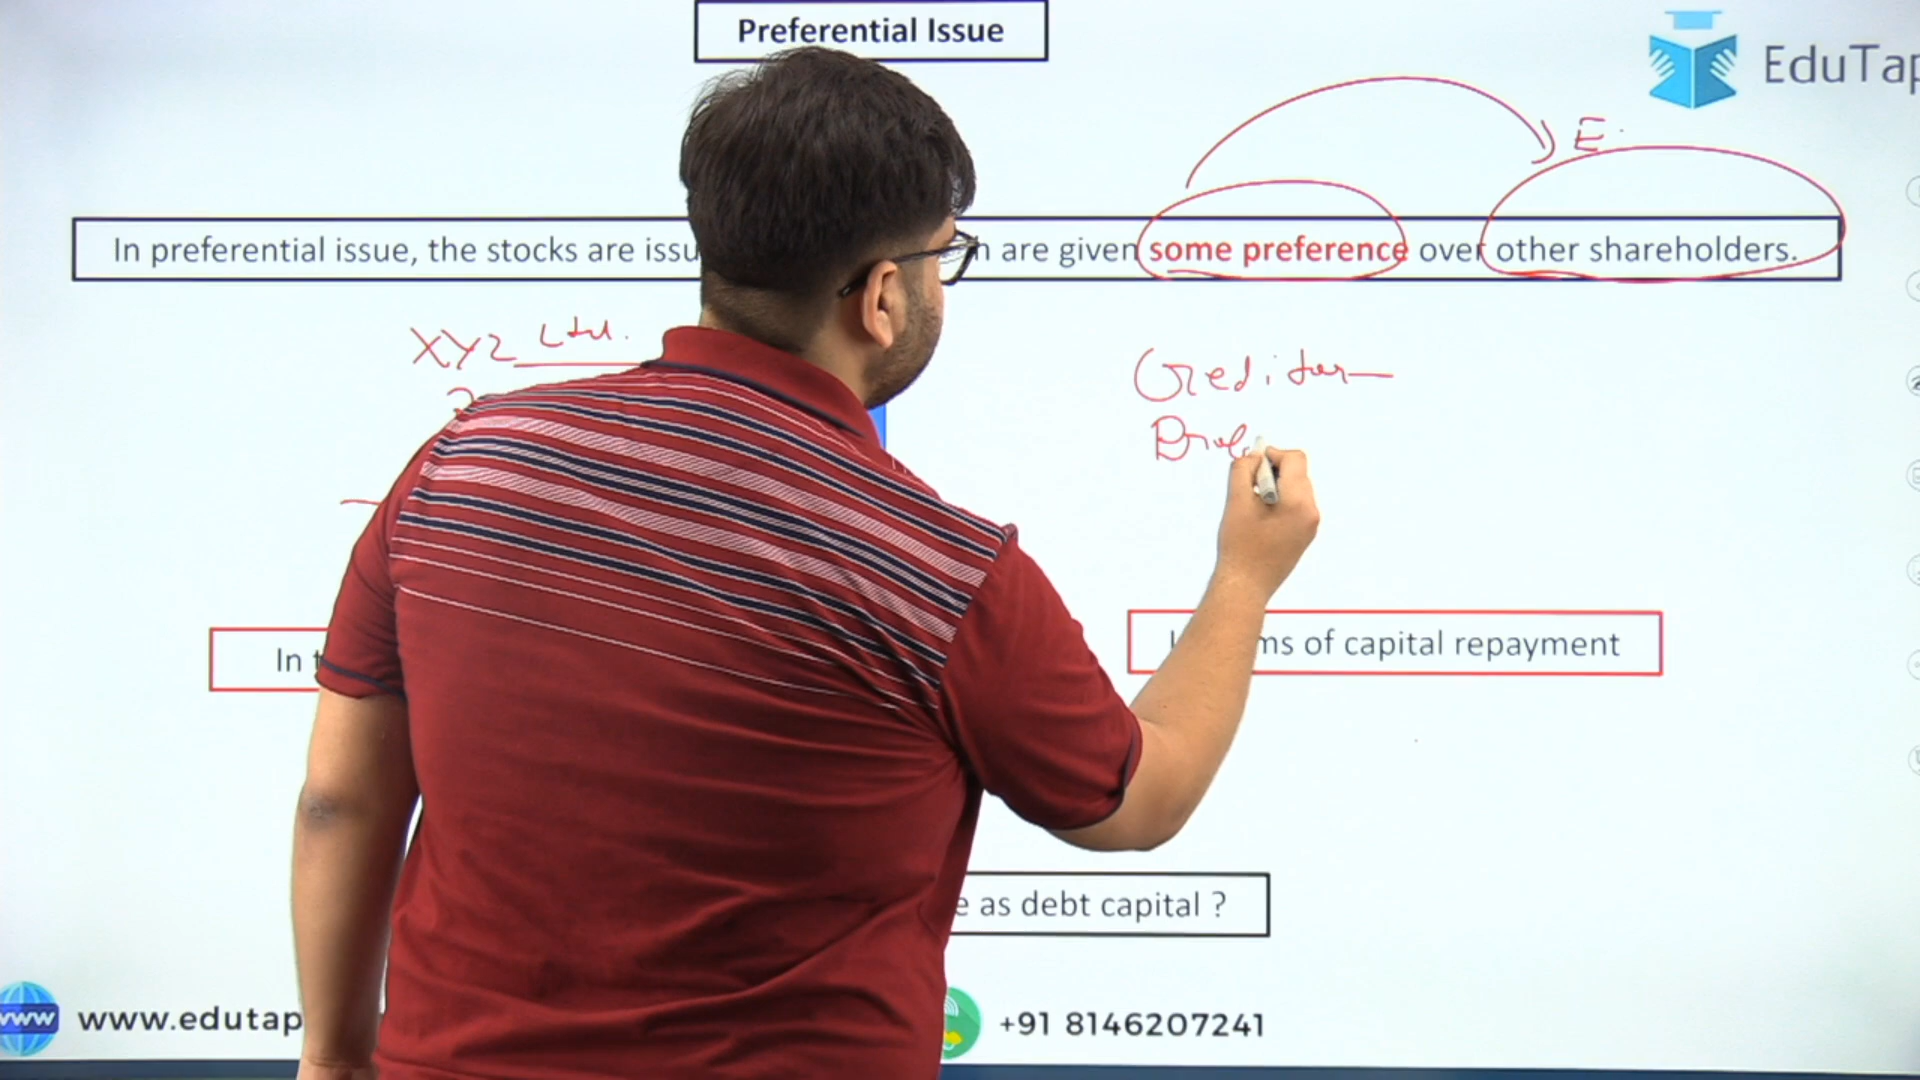 Preferential Issue
EduTap
E.
In preferential issue, the stocks are issu are given some preference over other shareholders.
XYZ Ltd.
Creditor
Pref
In ms of capital repayment
e as debt capital ?
www www.edutap +91 8146207241